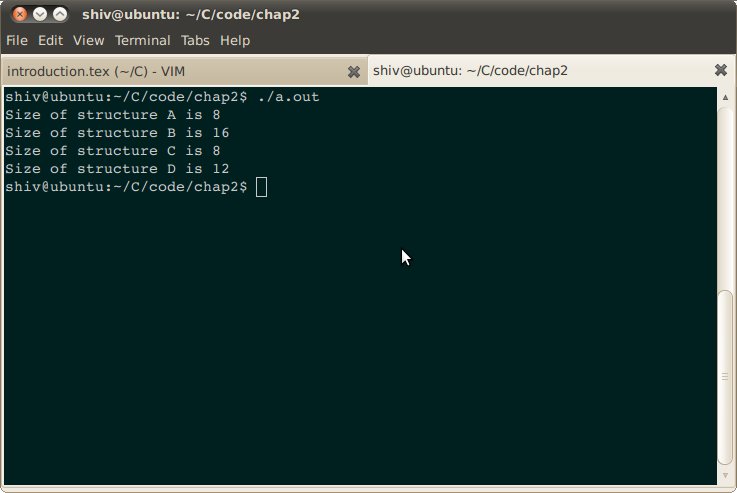 shiv@ubuntu: ~/C/code/chap2
File Edit View Terminal Tabs Help
introduction.tex (~/C) - VIM
shiv@ubuntu: ~/C/code/chap2
shiv@ubuntu:~/C/code/chap2$ ./a.out
Size of structure A is 8
Size of structure B is 16
Size of structure C is 8
Size of structure D is 12
shiv@ubuntu:~/C/code/chap2$